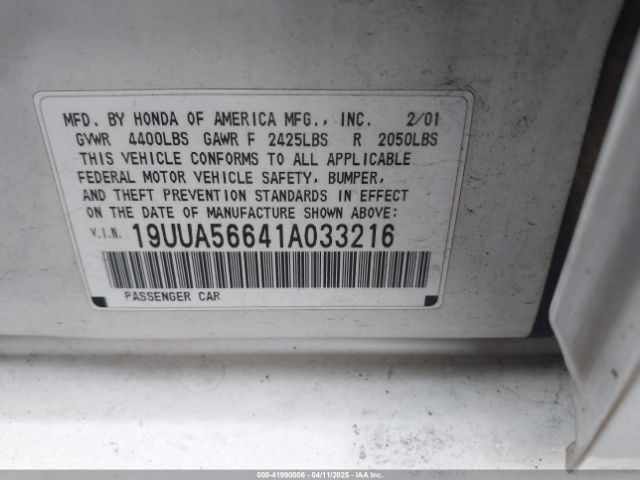 MFD. BY HONDA OF AMERICA MFG., INC. 2/01
GVWR 4400LBS GAWR F 2425LBS R 2050LBS
THIS VEHICLE CONFORMS TO ALL APPLICABLE
FEDERAL MOTOR VEHICLE SAFETY, BUMPER,
AND THEFT PREVENTION STANDARDS IN EFFECT
ON THE DATE OF MANUFACTURE SHOWN ABOVE:
V.I.N. 19UUA56641A033216
PASSENGER CAR
000-41990006 - 04/11/2025 - IAAI.COM